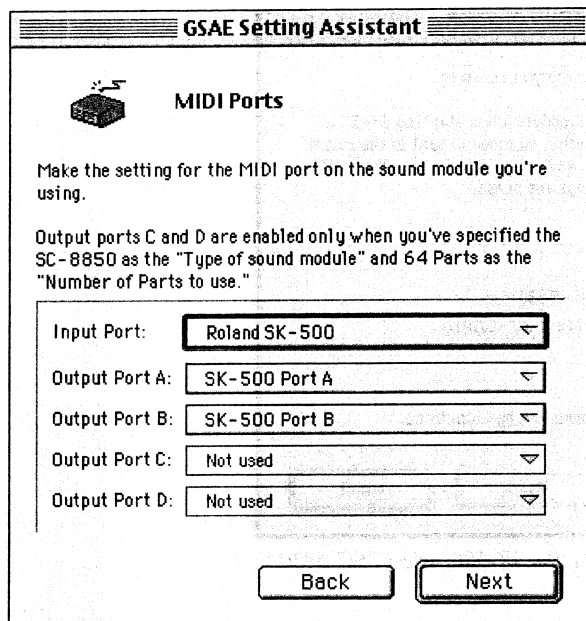 GSAE Setting Assistant
MIDI Ports
Make the setting for the MIDI port on the sound module you're
using.
Output ports C and D are enabled only when you've specified the
SC-8850 as the "Type of sound module" and 64 Parts as the
"Number of Parts to use."
Input Port: Roland SK-500
Output Port A: SK-500 Port A
Output Port B: SK-500 Port B
Output Port C: Not used
Output Port D: Not used
Back Next